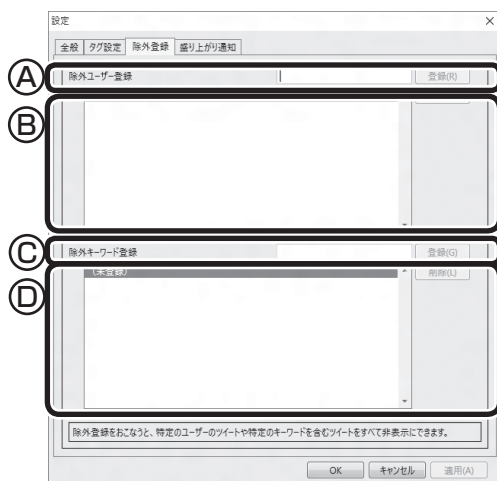 設定
全般 タグ設定 除外登録 盛り上がり通知
Ⓐ 除外ユーザー登録 登録(R)
Ⓑ
Ⓒ 除外キーワード登録 登録(G)
Ⓓ (未登録) 削除(L)
除外登録をおこなうと、特定のユーザーのツイートや特定のキーワードを含むツイートをすべて非表示にできます。
OK キャンセル 適用(A)